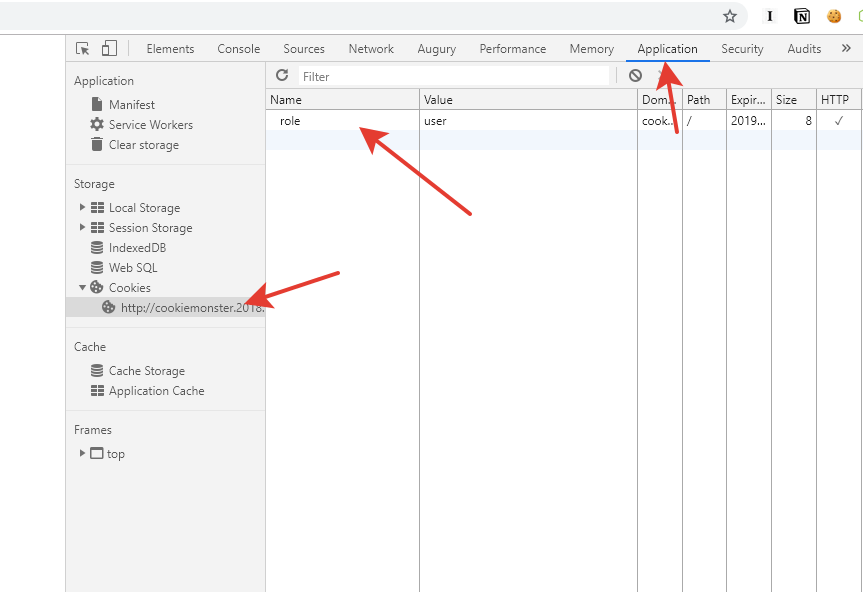 Elements Console Sources Network Augury Performance Memory Application Security Audits »
Application
Manifest
Service Workers
Clear storage
Storage
Local Storage
Session Storage
IndexedDB
Web SQL
Cookies
http://cookiemonster.2018.
Cache
Cache Storage
Application Cache
Frames
top
Filter
Name Value Dom... Path Expir... Size HTTP
role user cook... / 2019... 8 ✓